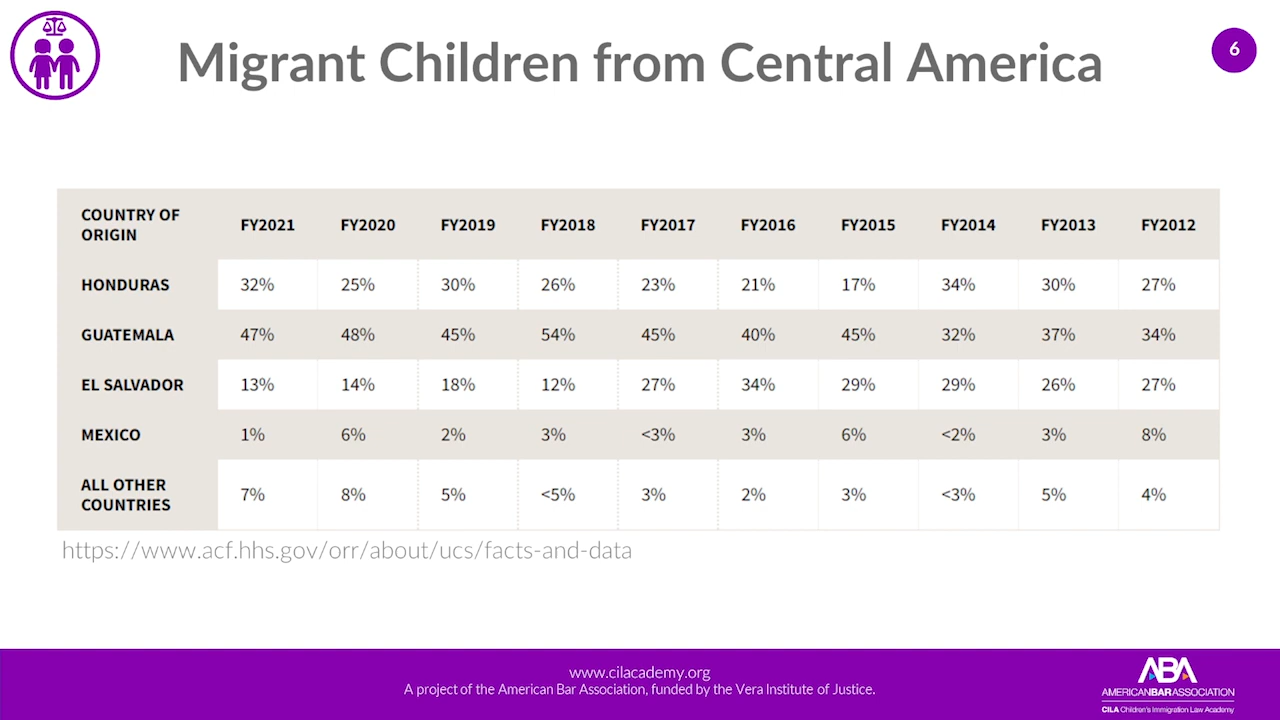 Migrant Children from Central America
6
COUNTRY OF ORIGIN FY2021 FY2020 FY2019 FY2018 FY2017 FY2016 FY2015 FY2014 FY2013 FY2012
HONDURAS 32% 25% 30% 26% 23% 21% 17% 34% 30% 27%
GUATEMALA 47% 48% 45% 54% 45% 40% 45% 32% 37% 34%
EL SALVADOR 13% 14% 18% 12% 27% 34% 29% 29% 26% 27%
MEXICO 1% 6% 2% 3% <3% 3% 6% <2% 3% 8%
ALL OTHER COUNTRIES 7% 8% 5% <5% 3% 2% 3% <3% 5% 4%
https://www.acf.hhs.gov/orr/about/ucs/facts-and-data
www.cilacademy.org
A project of the American Bar Association, funded by the Vera Institute of Justice.
ABA
AMERICANBARASSOCIATION
CILA Children's Immigration Law Academy